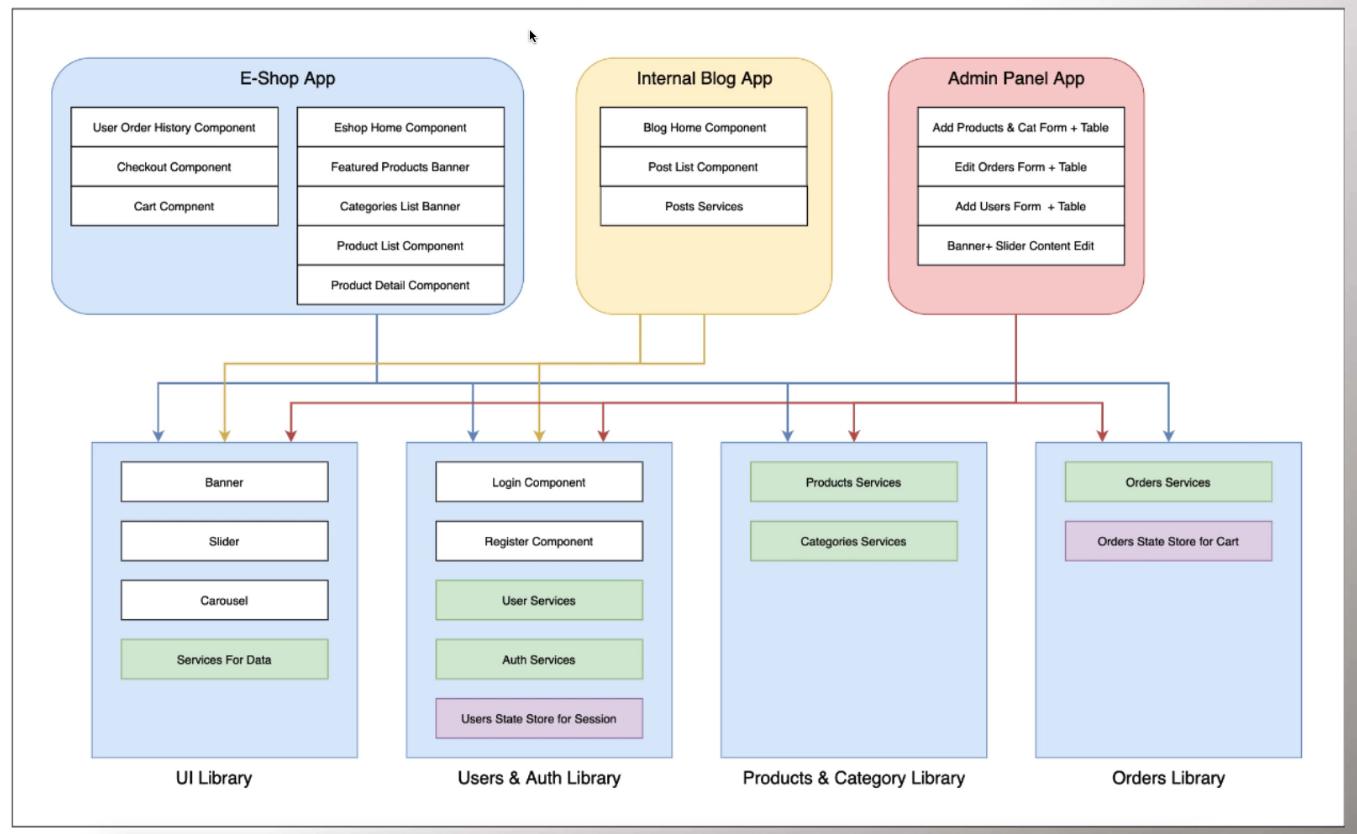 E-Shop App
User Order History Component
Checkout Component
Cart Compnent
Eshop Home Component
Featured Products Banner
Categories List Banner
Product List Component
Product Detail Component
Internal Blog App
Blog Home Component
Post List Component
Posts Services
Admin Panel App
Add Products & Cat Form + Table
Edit Orders Form + Table
Add Users Form + Table
Banner+ Slider Content Edit
Banner
Slider
Carousel
Services For Data
UI Library
Login Component
Register Component
User Services
Auth Services
Users State Store for Session
Users & Auth Library
Products Services
Categories Services
Products & Category Library
Orders Services
Orders State Store for Cart
Orders Library